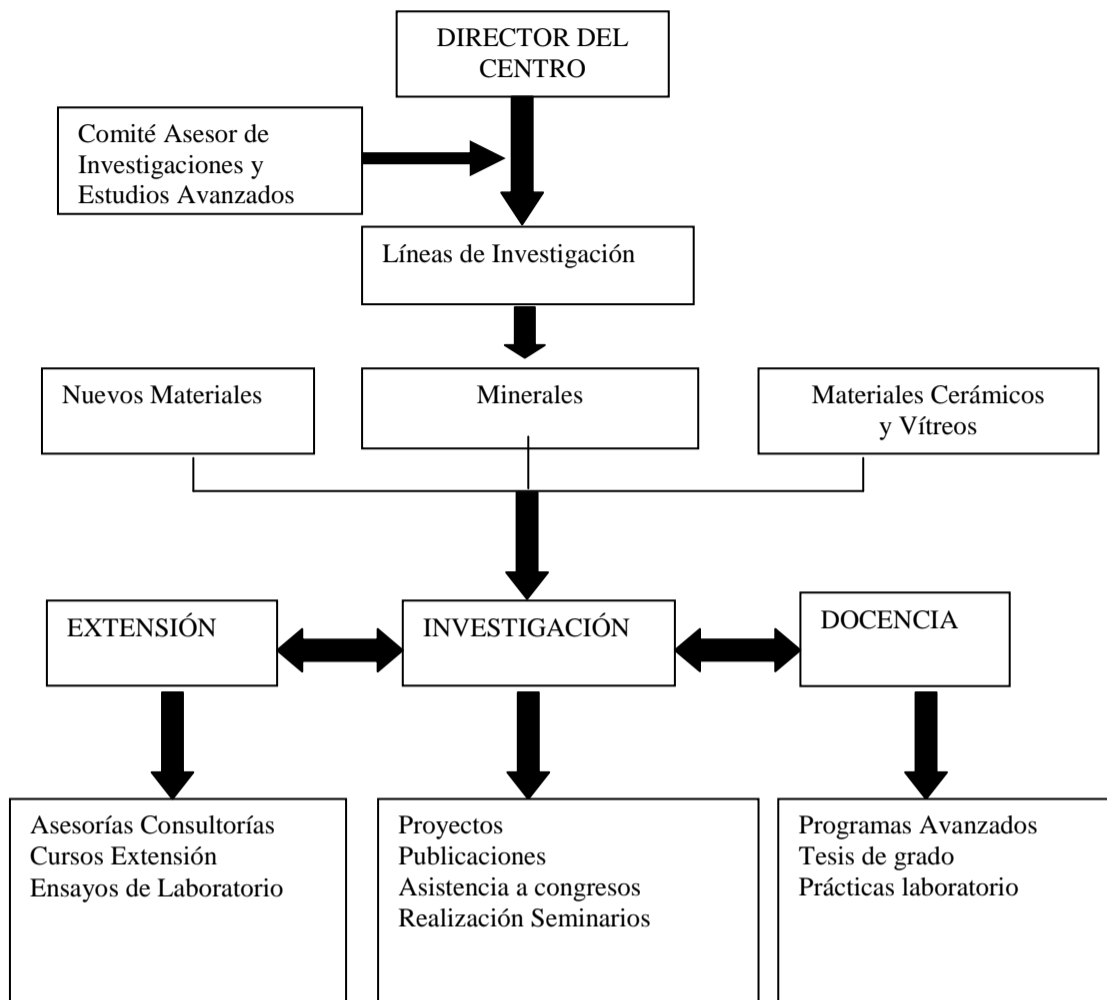 DIRECTOR DEL
CENTRO
Comité Asesor de
Investigaciones y
Estudios Avanzados
Líneas de Investigación
Nuevos Materiales
Minerales
Materiales Cerámicos
y Vítreos
EXTENSIÓN
INVESTIGACIÓN
DOCENCIA
Asesorías Consultorías
Cursos Extensión
Ensayos de Laboratorio
Proyectos
Publicaciones
Asistencia a congresos
Realización Seminarios
Programas Avanzados
Tesis de grado
Prácticas laboratorio